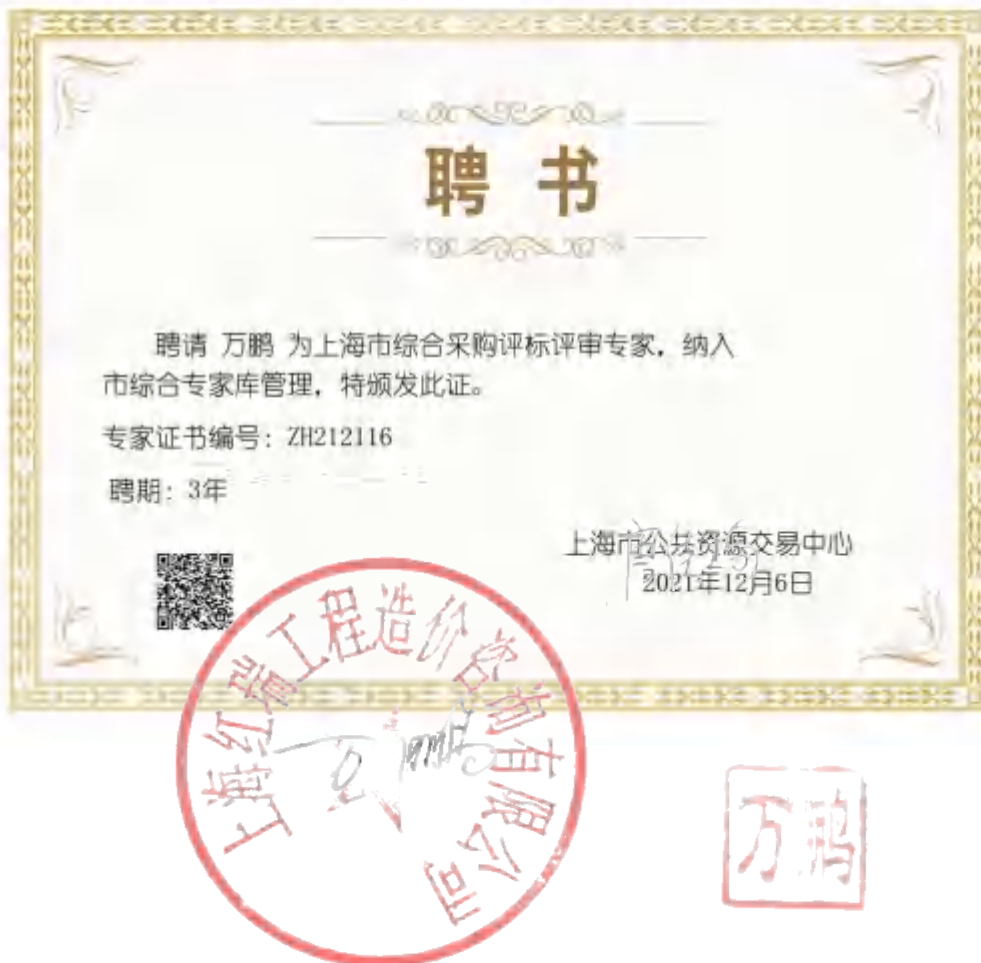 聘 书
聘请 万鹏 为上海市综合采购评标评审专家，纳入
市综合专家库管理，特颁发此证。
专家证书编号：ZH212116
聘期：3年
上海市公共资源交易中心
2021年12月6日
上海红瑞工程造价咨询有限公司
万鹏